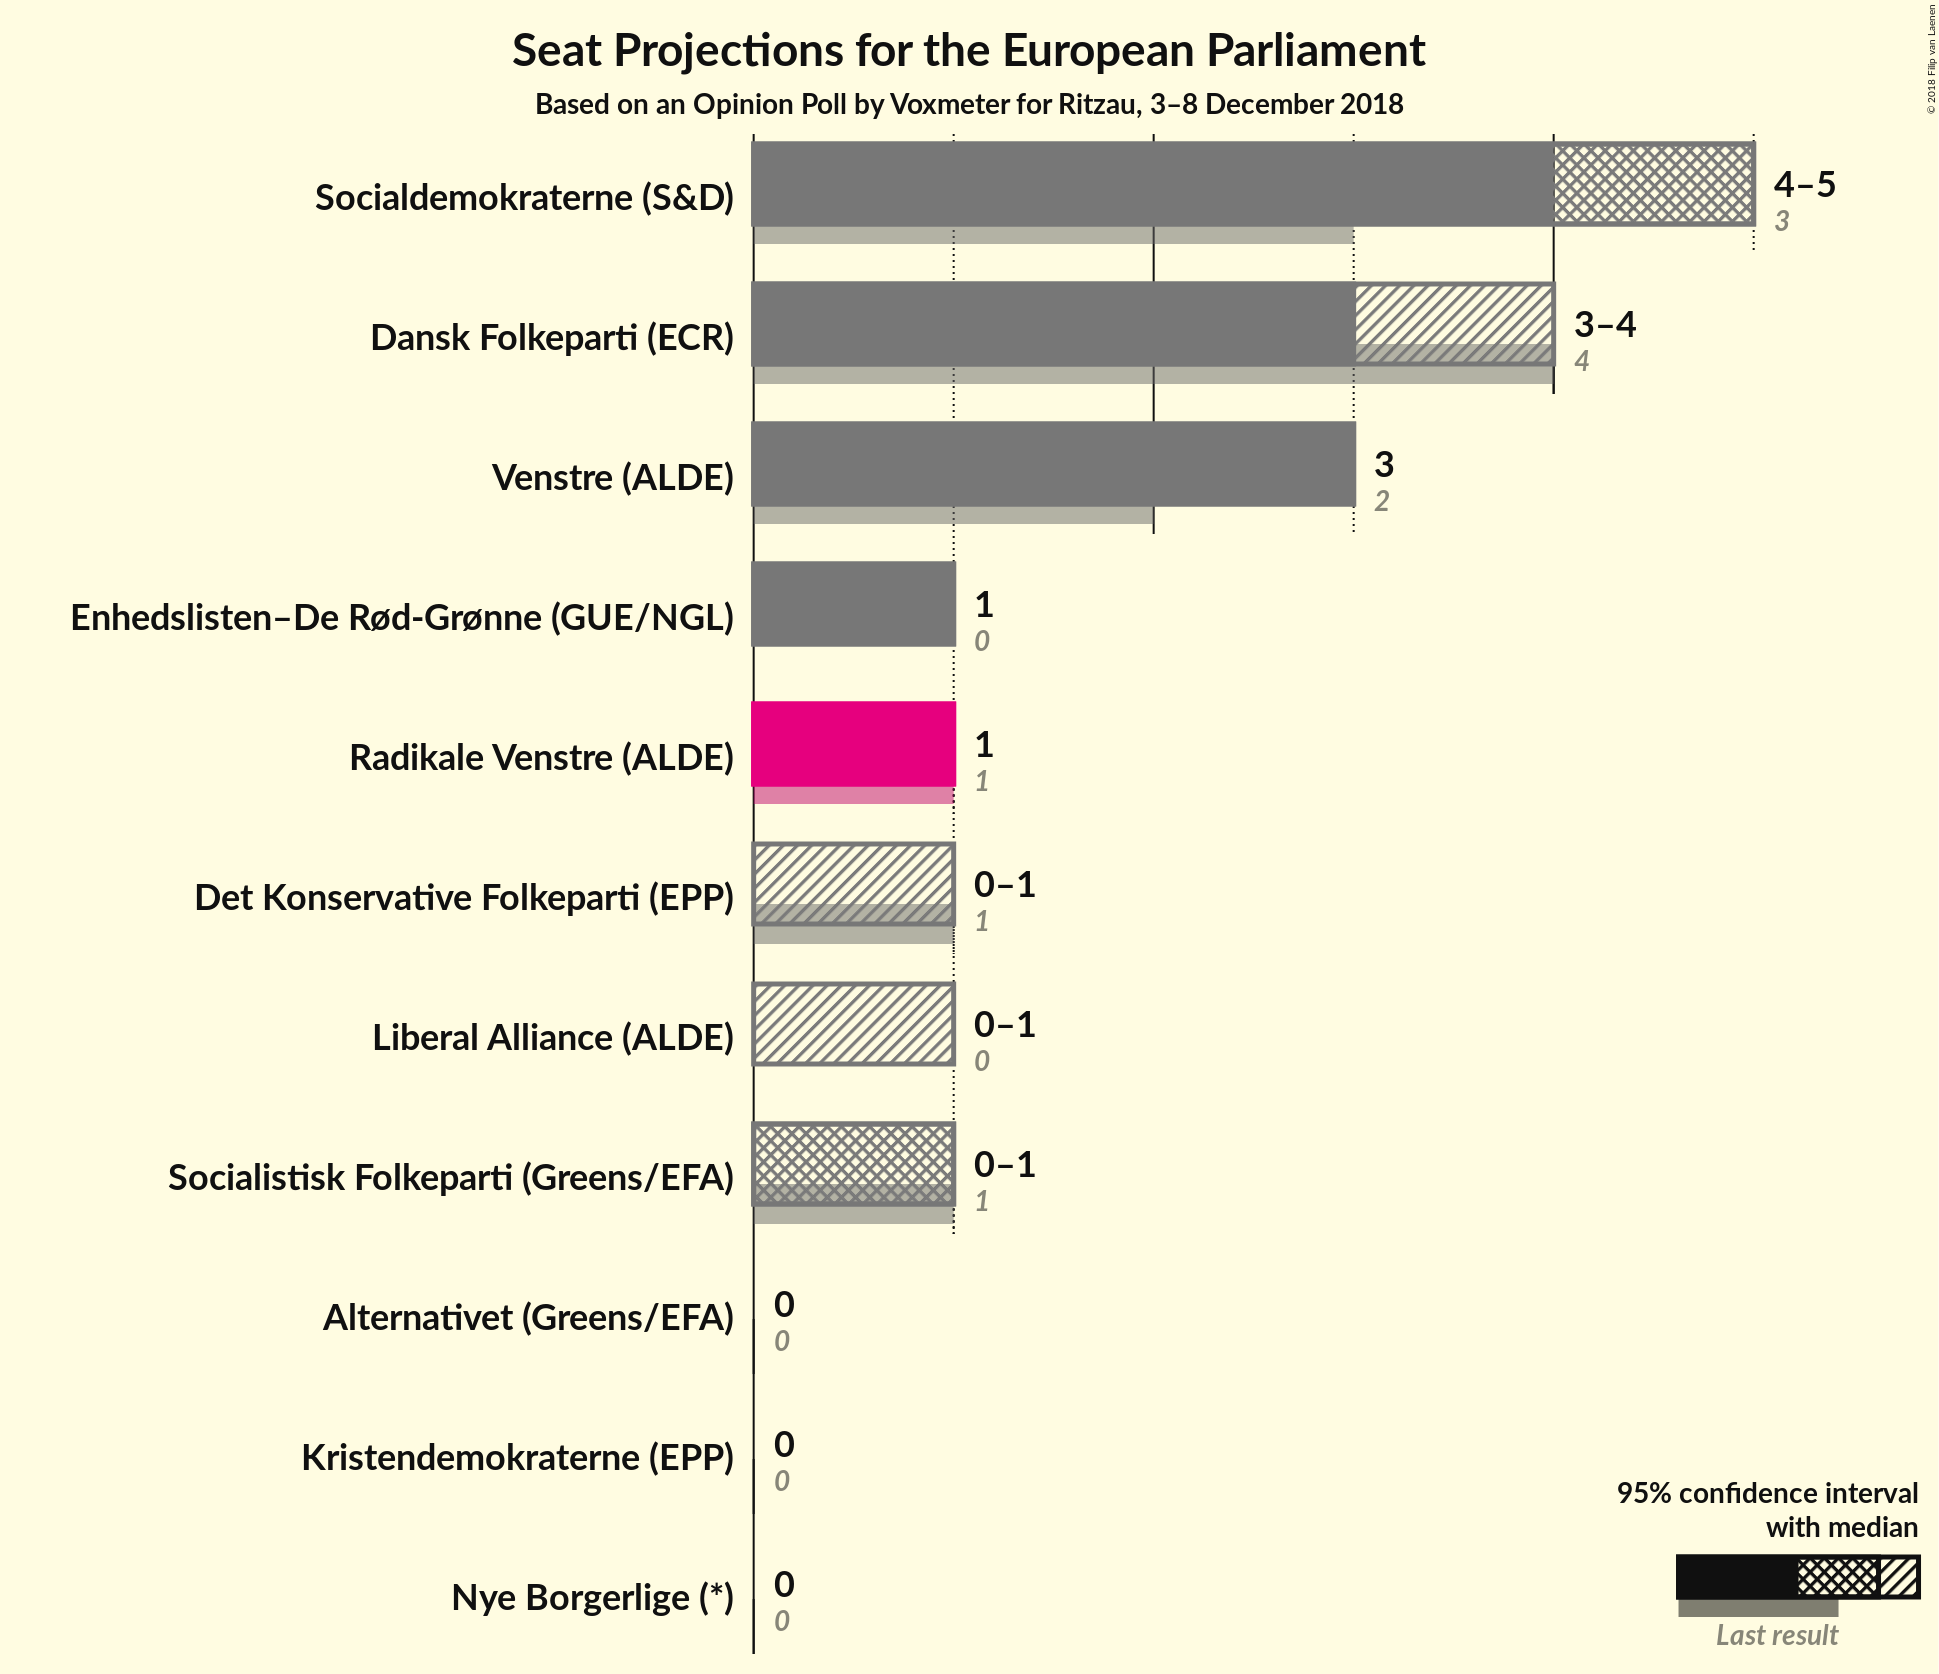 Seat Projections for the European Parliament
Based on an Opinion Poll by Voxmeter for Ritzau, 3–8 December 2018
© 2018 Filip van Laenen
Socialdemokraterne (S&D)
4–5
3
Dansk Folkeparti (ECR)
3–4
4
Venstre (ALDE)
3
2
Enhedslisten–De Rød-Grønne (GUE/NGL)
1
0
Radikale Venstre (ALDE)
1
1
Det Konservative Folkeparti (EPP)
0–1
1
Liberal Alliance (ALDE)
0–1
0
Socialistisk Folkeparti (Greens/EFA)
0–1
1
Alternativet (Greens/EFA)
0
0
Kristendemokraterne (EPP)
0
0
Nye Borgerlige (*)
0
0
95% confidence interval
with median
Last result